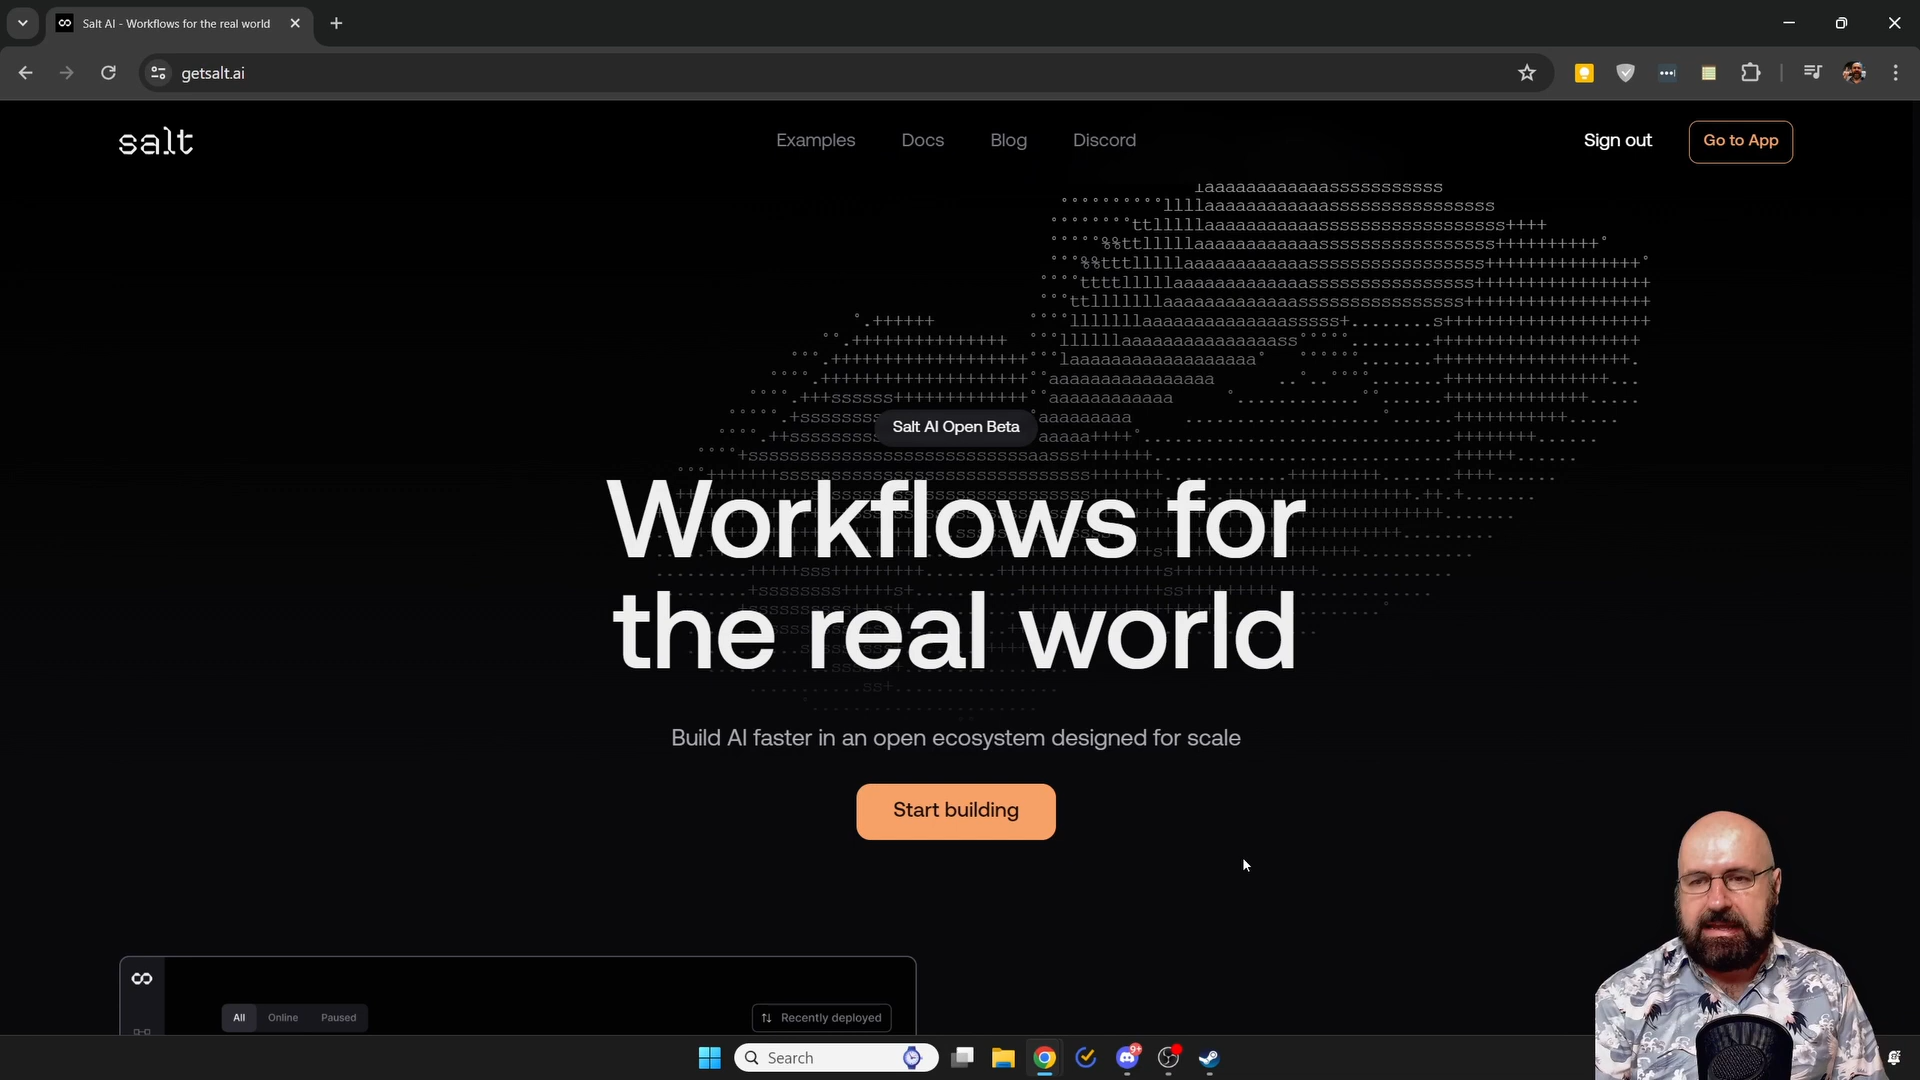 Salt AI - Workflows for the real world
getsalt.ai
salt
Examples
Docs
Blog
Discord
Sign out
Go to App
Salt AI Open Beta
Workflows for
the real world
Build AI faster in an open ecosystem designed for scale
Start building
All
Online
Paused
Recently deployed
Search
9+